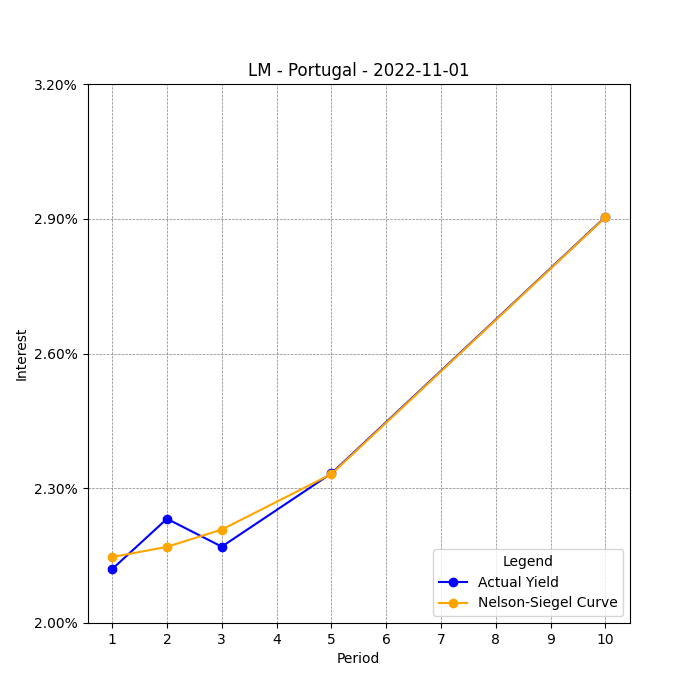 LM - Portugal - 2022-11-01
3.20%
2.90%
2.60%
2.30%
2.00%
Interest
1 2 3 4 5 6 7 8 9 10
Period
Legend
Actual Yield
Nelson-Siegel Curve